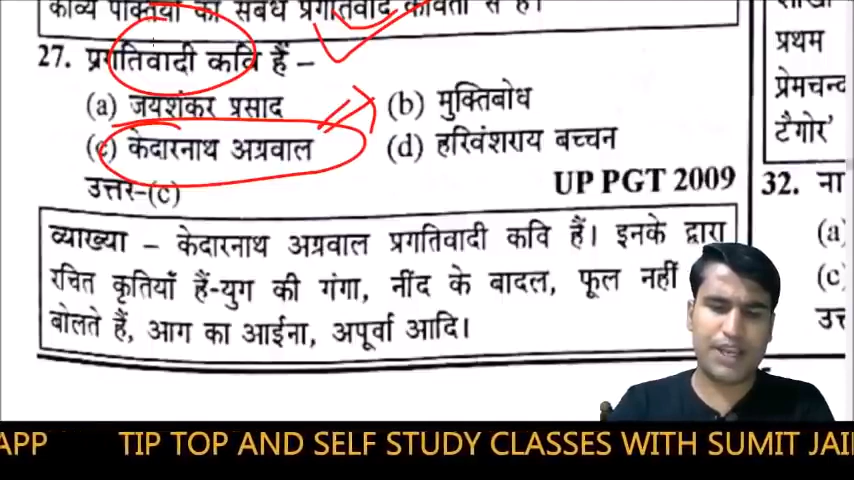 काव्य पंक्तियों का संबंध प्रगतिवाद कविता से है।
27. प्रगतिवादी कवि हैं –
(a) जयशंकर प्रसाद
(b) मुक्तिबोध
(c) केदारनाथ अग्रवाल
(d) हरिवंशराय बच्चन
उत्तर–(c)
UP PGT 2009
व्याख्या – केदारनाथ अग्रवाल प्रगतिवादी कवि हैं। इनके द्वारा
रचित कृतियाँ हैं-युग की गंगा, नींद के बादल, फूल नहीं
बोलते हैं, आग का आईना, अपूर्वा आदि।
प्रथम
प्रेमचन्द
टैगोर'
32. ना
(a)
(c)
उत्त
APP TIP TOP AND SELF STUDY CLASSES WITH SUMIT JAI